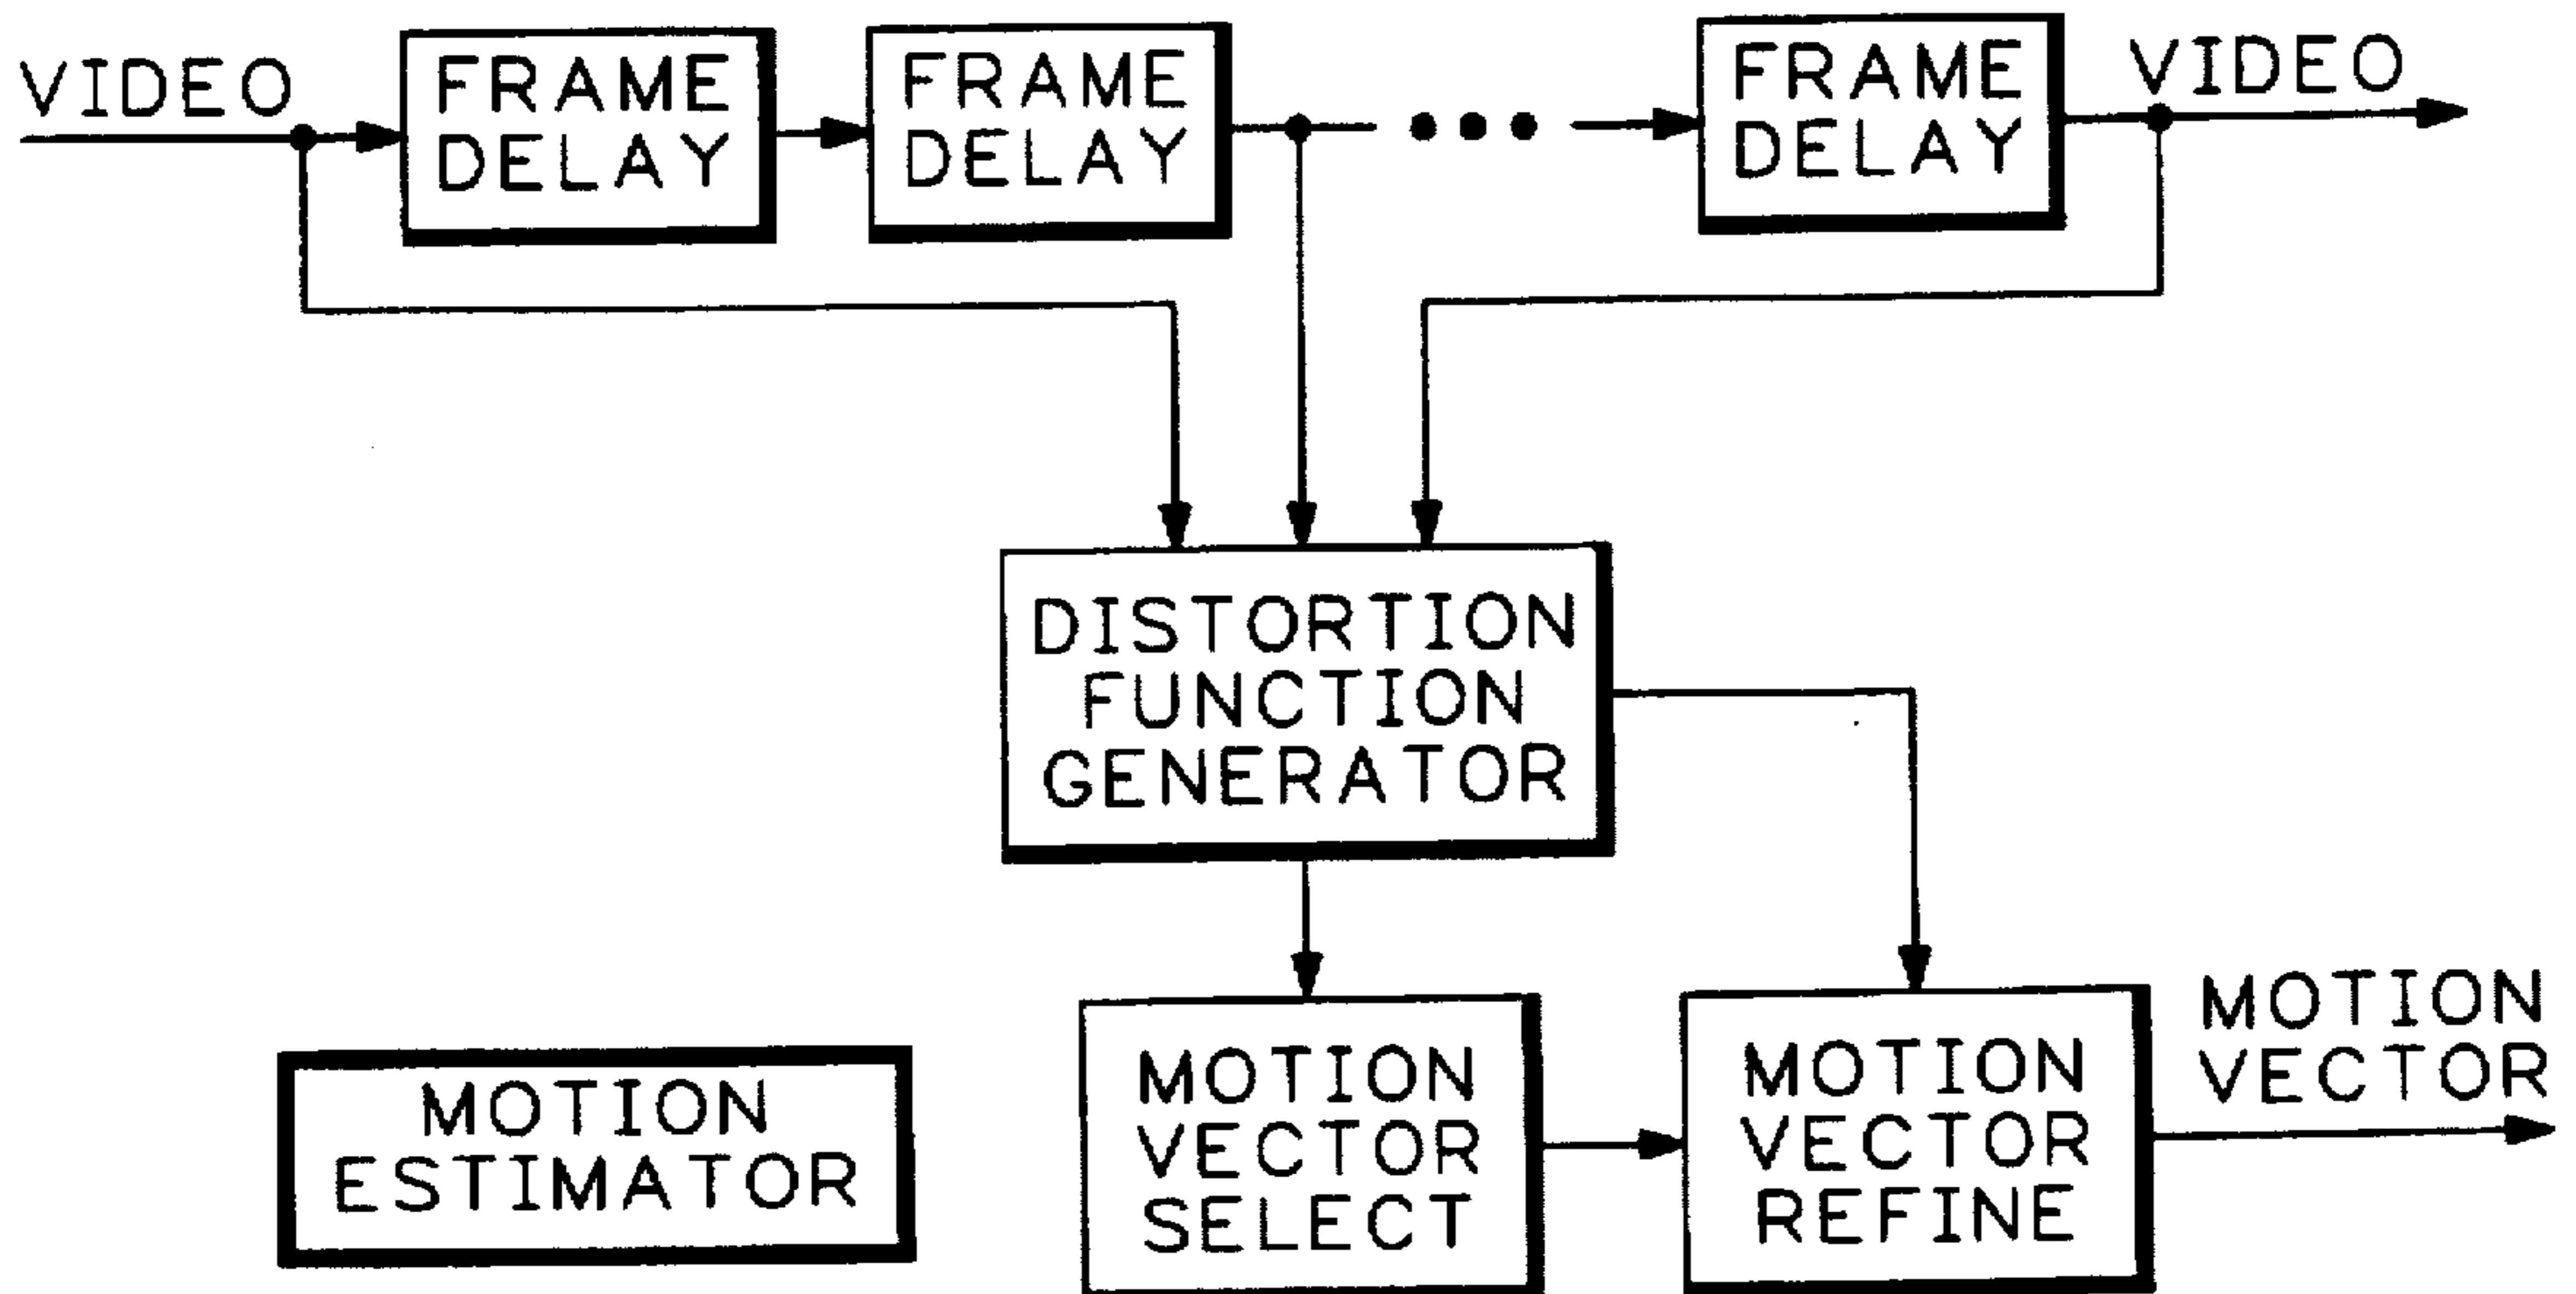 VIDEO
FRAME
DELAY
FRAME
DELAY
FRAME
DELAY
VIDEO
DISTORTION
FUNCTION
GENERATOR
MOTION
ESTIMATOR
MOTION
VECTOR
SELECT
MOTION
VECTOR
REFINE
MOTION
VECTOR